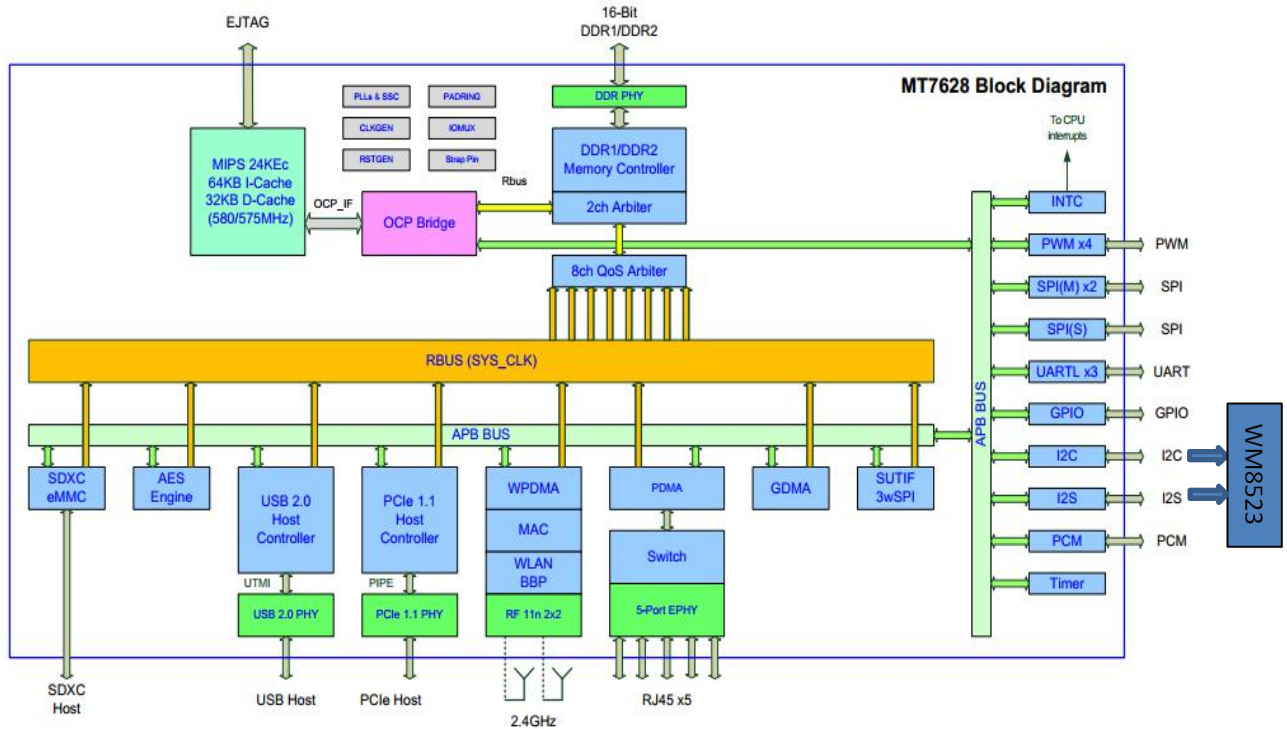 EJTAG
16-Bit
DDR1/DDR2
MT7628 Block Diagram
PLLs & SSC
PADRING
DDR PHY
CLKGEN
IOMUX
RSTGEN
Strap Pin
To CPU
interrupts
MIPS 24KEc
64KB I-Cache
32KB D-Cache
(580/575MHz)
OCP_IF
OCP Bridge
Rbus
DDR1/DDR2
Memory Controller
2ch Arbiter
8ch QoS Arbiter
RBUS (SYS_CLK)
APB BUS
APB BUS
INTC
PWM x4
PWM
SPI(M) x2
SPI
SPI(S)
SPI
UARTL x3
UART
GPIO
GPIO
I2C
I2C
I2S
I2S
PCM
PCM
Timer
WM8523
SDXC
eMMC
AES
Engine
USB 2.0
Host
Controller
PCIe 1.1
Host
Controller
WPDMA
MAC
WLAN
BBP
RF 11n 2x2
PDMA
Switch
5-Port EPHY
GDMA
SUTIF
3wSPI
UTMI
PIPE
USB 2.0 PHY
PCIe 1.1 PHY
SDXC
Host
USB Host
PCIe Host
2.4GHz
RJ45 x5